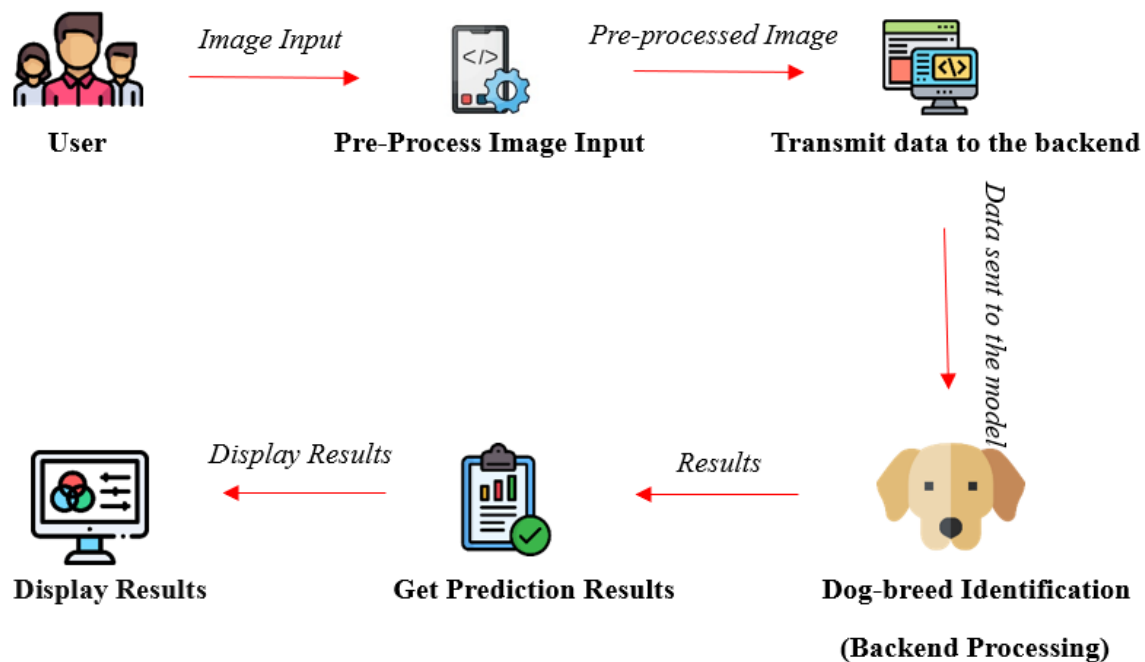 Image Input
Pre-processed Image
</>
</>
User
Pre-Process Image Input
Transmit data to the backend
Data sent to the model
Display Results
Results
Display Results
Get Prediction Results
Dog-breed Identification
(Backend Processing)